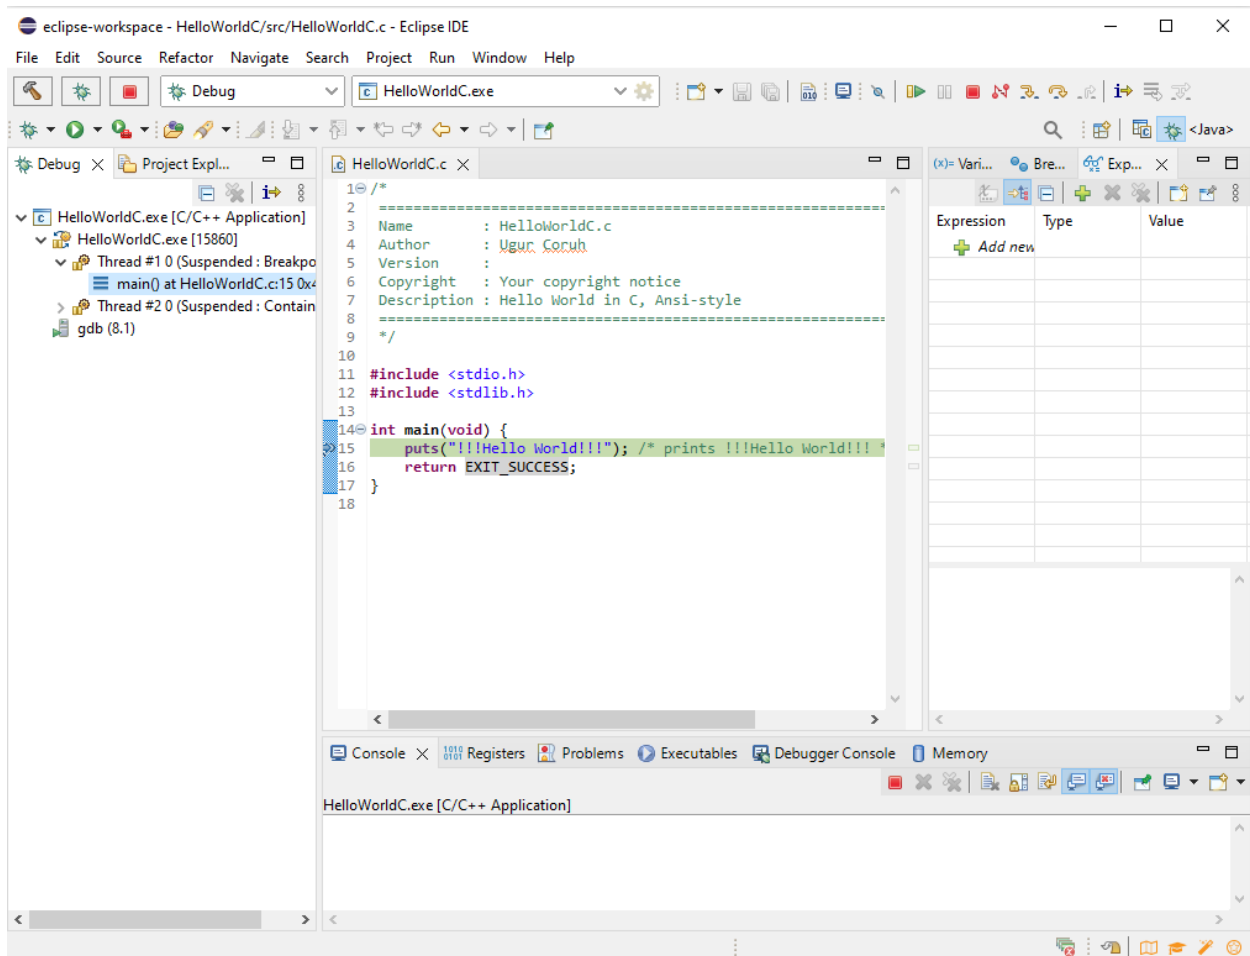 eclipse-workspace - HelloWorldC/src/HelloWorldC.c - Eclipse IDE
File Edit Source Refactor Navigate Search Project Run Window Help
Debug HelloWorldC.exe
<Java>
Debug Project Expl...
HelloWorldC.exe [C/C++ Application]
HelloWorldC.exe [15860]
Thread #1 0 (Suspended : Breakpo
main() at HelloWorldC.c:15 0x4
Thread #2 0 (Suspended : Contain
gdb (8.1)
HelloWorldC.c
1 /*
2 ===========================================================
3 Name : HelloWorldC.c
4 Author : Ugur Coruh
5 Version :
6 Copyright : Your copyright notice
7 Description : Hello World in C, Ansi-style
8 ===========================================================
9 */
10
11 #include <stdio.h>
12 #include <stdlib.h>
13
14 int main(void) {
15 puts("!!!Hello World!!!"); /* prints !!!Hello World!!! *
16 return EXIT_SUCCESS;
17 }
18
(x)= Vari... Bre... Exp...
Expression Type Value
Add new
Console Registers Problems Executables Debugger Console Memory
HelloWorldC.exe [C/C++ Application]